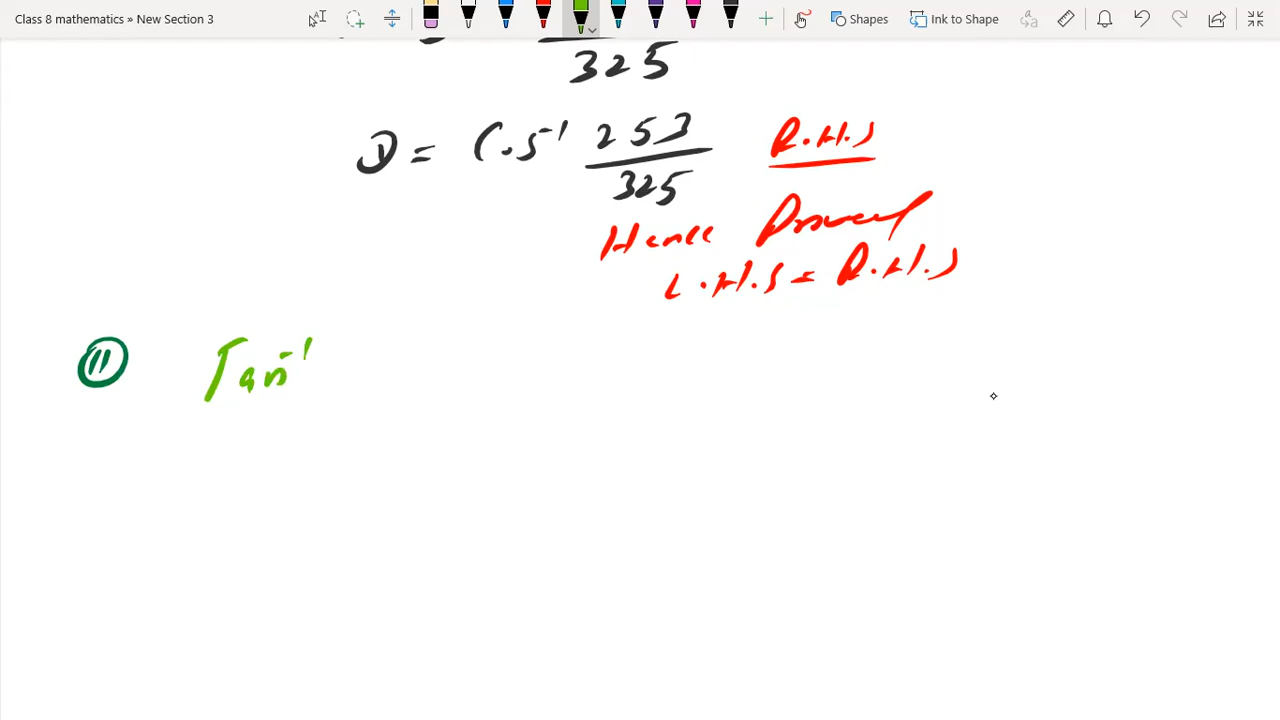 Class 8 mathematics » New Section 3
Shapes
Ink to Shape
325
= Cos⁻¹ 253/325 R.H.S
Hence Proved
L.H.S = R.H.S
11 Tan⁻¹